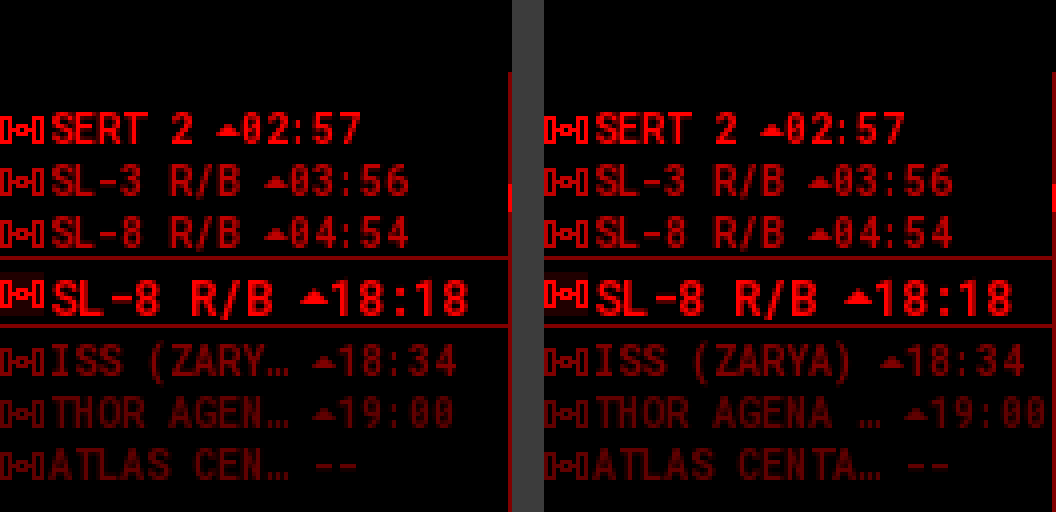 SERT 2 02:57
SL-3 R/B 03:56
SL-8 R/B 04:54
SL-8 R/B 18:18
ISS (ZARY… 18:34
THOR AGEN… 19:00
ATLAS CEN… --
SERT 2 02:57
SL-3 R/B 03:56
SL-8 R/B 04:54
SL-8 R/B 18:18
ISS (ZARYA) 18:34
THOR AGENA … 19:00
ATLAS CENTA… --